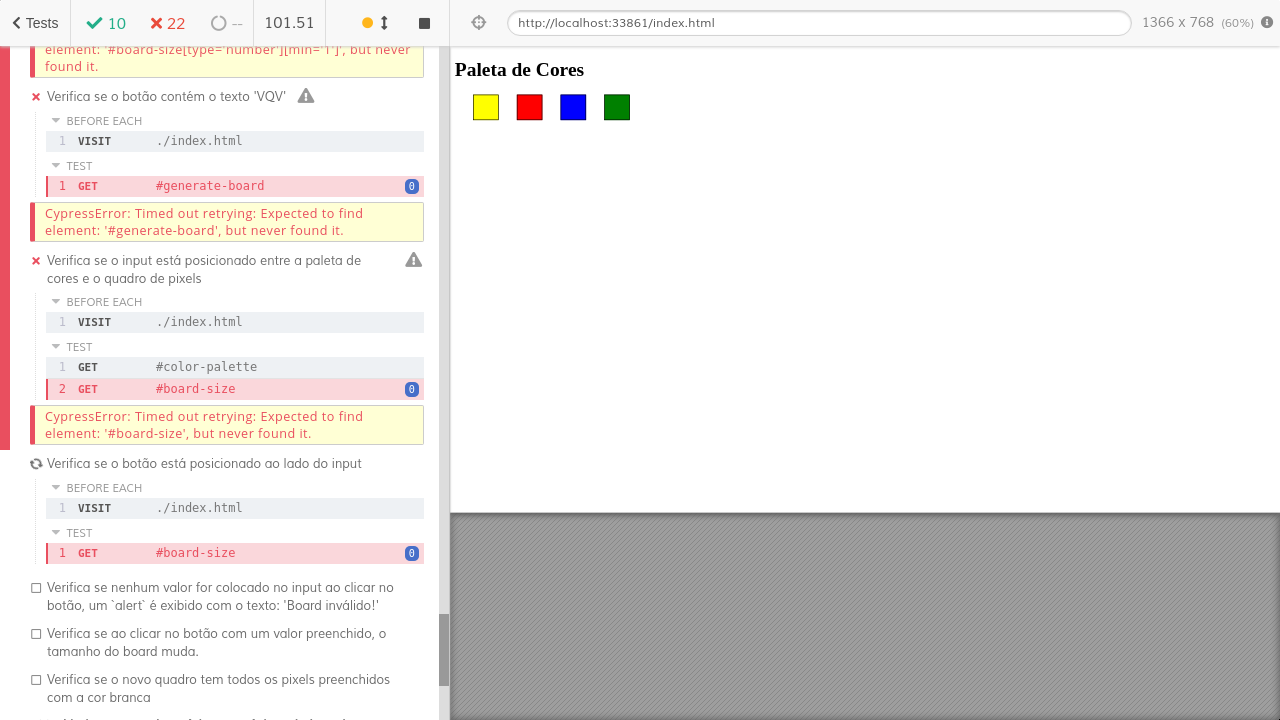 Tests 10 22 -- 101.51 http://localhost:33861/index.html 1366 x 768 (60%)
element: '#board-size[type='number'][min='1']', but never
found it.
Verifica se o botão contém o texto 'VQV'
BEFORE EACH
1 VISIT ./index.html
TEST
1 GET #generate-board 0
CypressError: Timed out retrying: Expected to find
element: '#generate-board', but never found it.
Verifica se o input está posicionado entre a paleta de
cores e o quadro de pixels
BEFORE EACH
1 VISIT ./index.html
TEST
1 GET #color-palette
2 GET #board-size 0
CypressError: Timed out retrying: Expected to find
element: '#board-size', but never found it.
Verifica se o botão está posicionado ao lado do input
BEFORE EACH
1 VISIT ./index.html
TEST
1 GET #board-size 0
Verifica se nenhum valor for colocado no input ao clicar no
botão, um `alert` é exibido com o texto: 'Board inválido!'
Verifica se ao clicar no botão com um valor preenchido, o
tamanho do board muda.
Verifica se o novo quadro tem todos os pixels preenchidos
com a cor branca
Paleta de Cores